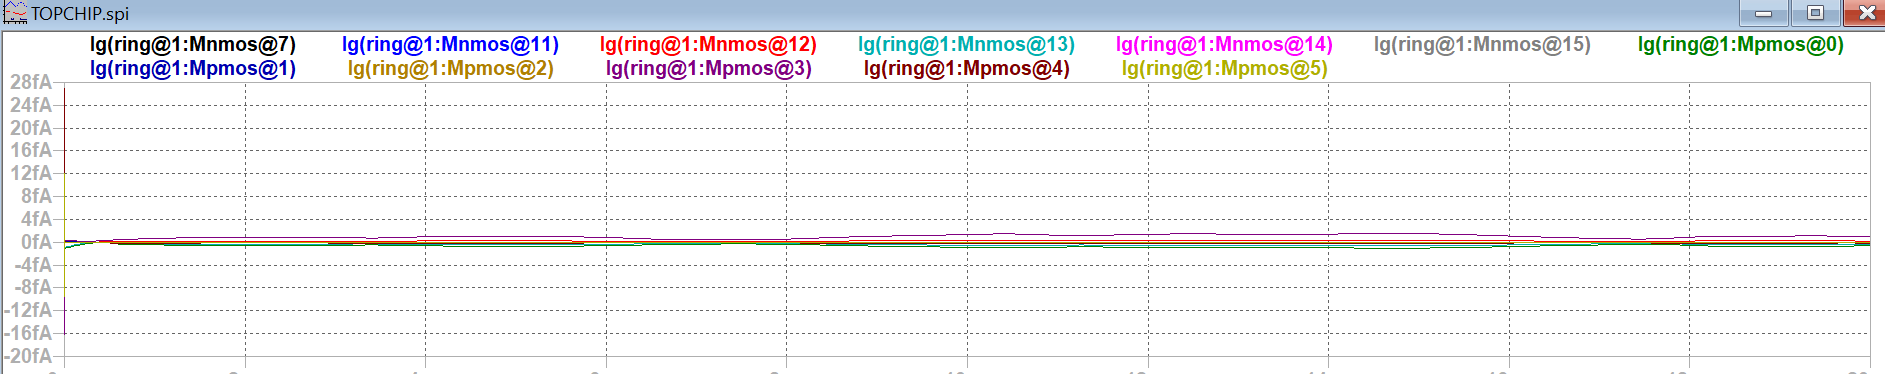 TOPCHIP.spi
Ig(ring@1:Mnmos@7) Ig(ring@1:Mnmos@11) Ig(ring@1:Mnmos@12) Ig(ring@1:Mnmos@13) Ig(ring@1:Mnmos@14) Ig(ring@1:Mnmos@15) Ig(ring@1:Mpmos@0)
Ig(ring@1:Mpmos@1) Ig(ring@1:Mpmos@2) Ig(ring@1:Mpmos@3) Ig(ring@1:Mpmos@4) Ig(ring@1:Mpmos@5)
28fA
24fA
20fA
16fA
12fA
8fA
4fA
0fA
-4fA
-8fA
-12fA
-16fA
-20fA